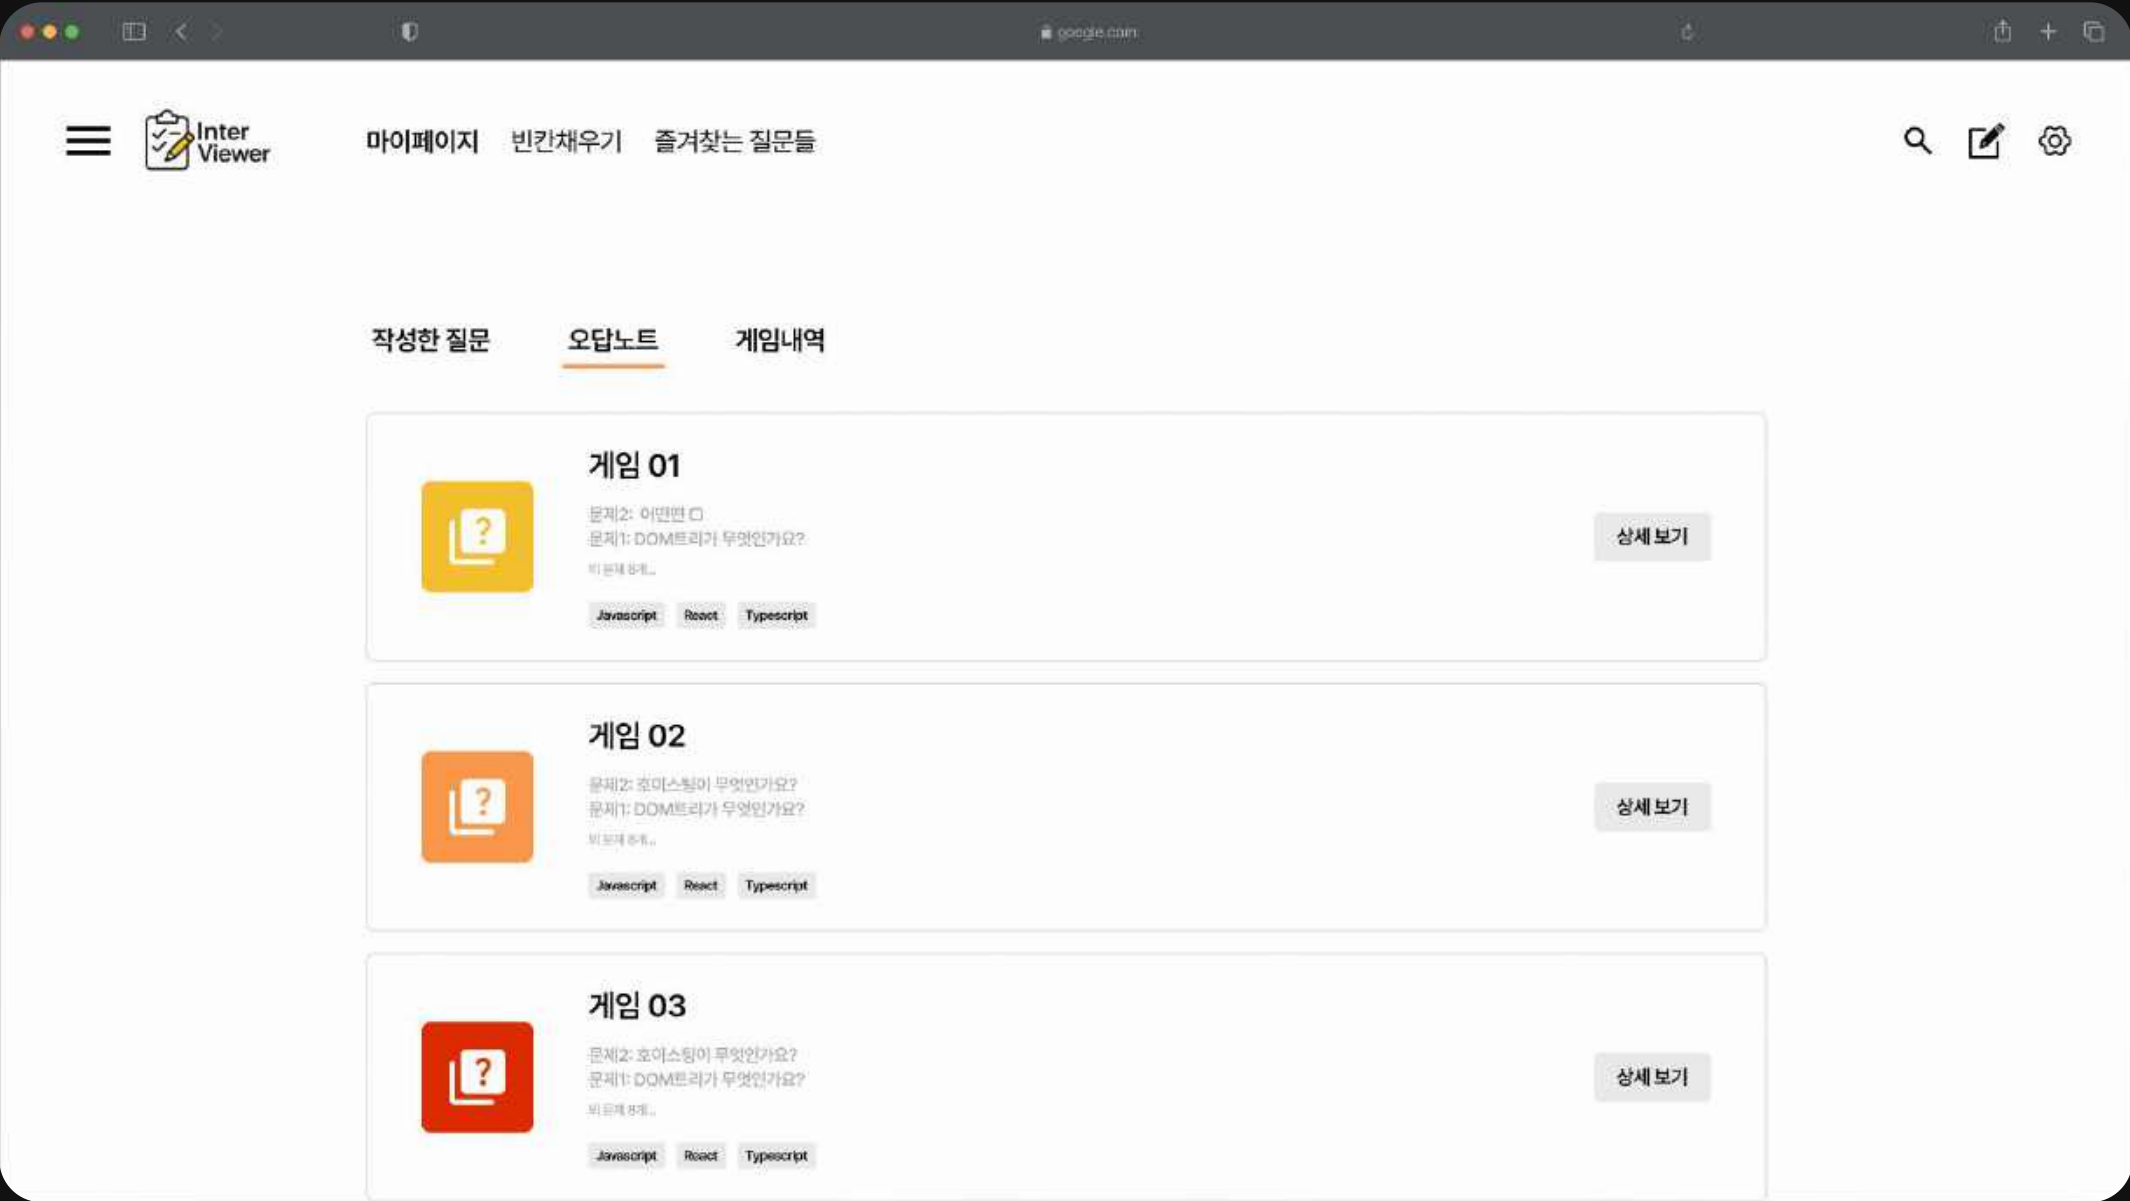 google.com
Inter
Viewer
마이페이지 빈칸채우기 즐겨찾는 질문들
작성한 질문 오답노트 게임내역
게임 01
문제2: 어떤면
문제1: DOM트리가 무엇인가요?
상세 보기
Javascript React Typescript
게임 02
문제2: 호이스팅이 무엇인가요?
문제1: DOM트리가 무엇인가요?
상세 보기
Javascript React Typescript
게임 03
문제2: 호이스팅이 무엇인가요?
문제1: DOM트리가 무엇인가요?
상세 보기
Javascript React Typescript